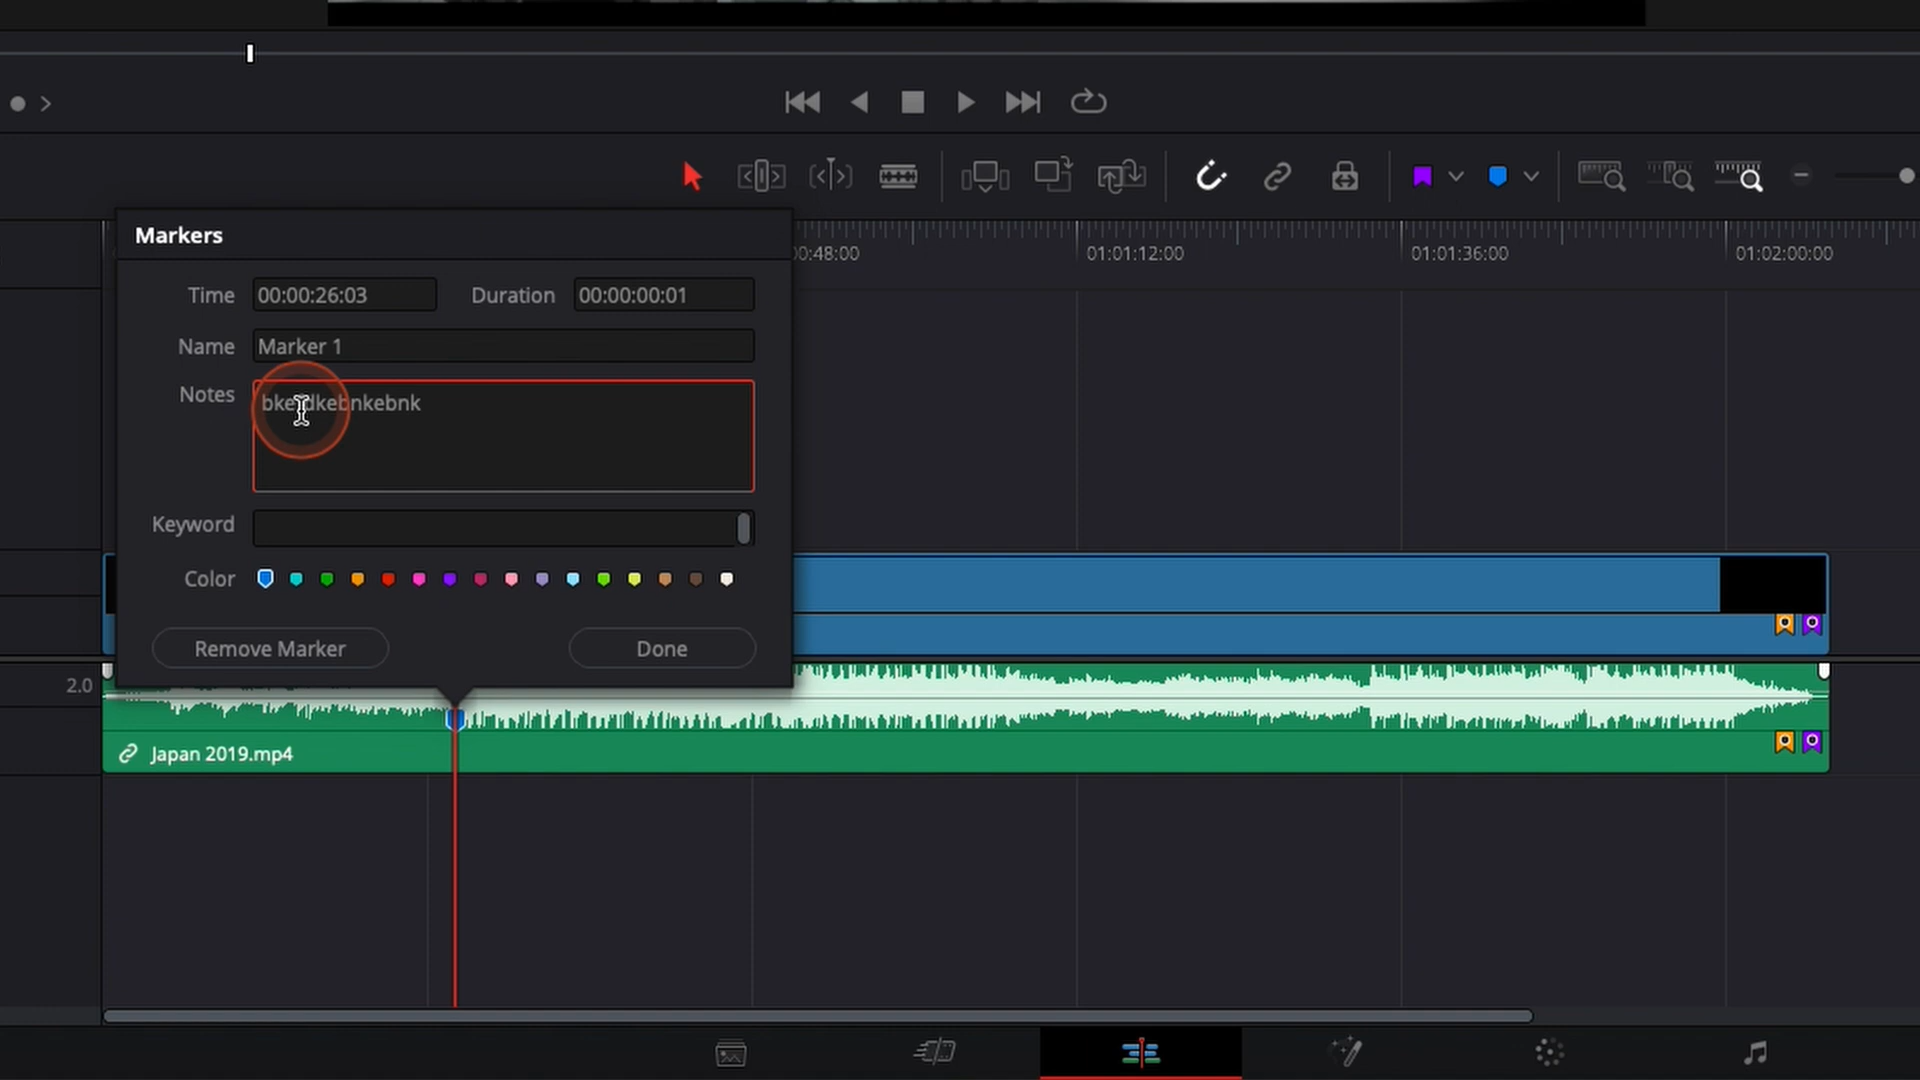 Markers
Time 00:00:26:03 Duration 00:00:00:01
00:48:00 01:01:12:00 01:01:36:00 01:02:00:00
Name Marker 1
Notes
Keyword
Color
Remove Marker Done
2.0
Japan 2019.mp4